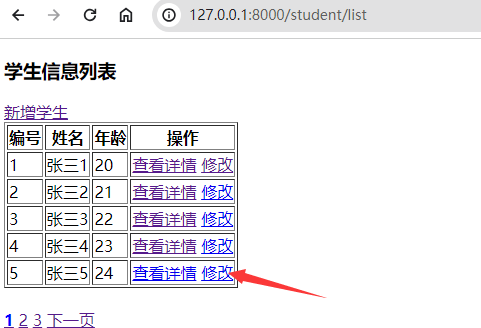 127.0.0.1:8000/student/list
学生信息列表
新增学生
编号 姓名 年龄 操作
1 张三1 20 查看详情 修改
2 张三2 21 查看详情 修改
3 张三3 22 查看详情 修改
4 张三4 23 查看详情 修改
5 张三5 24 查看详情 修改
1 2 3 下一页